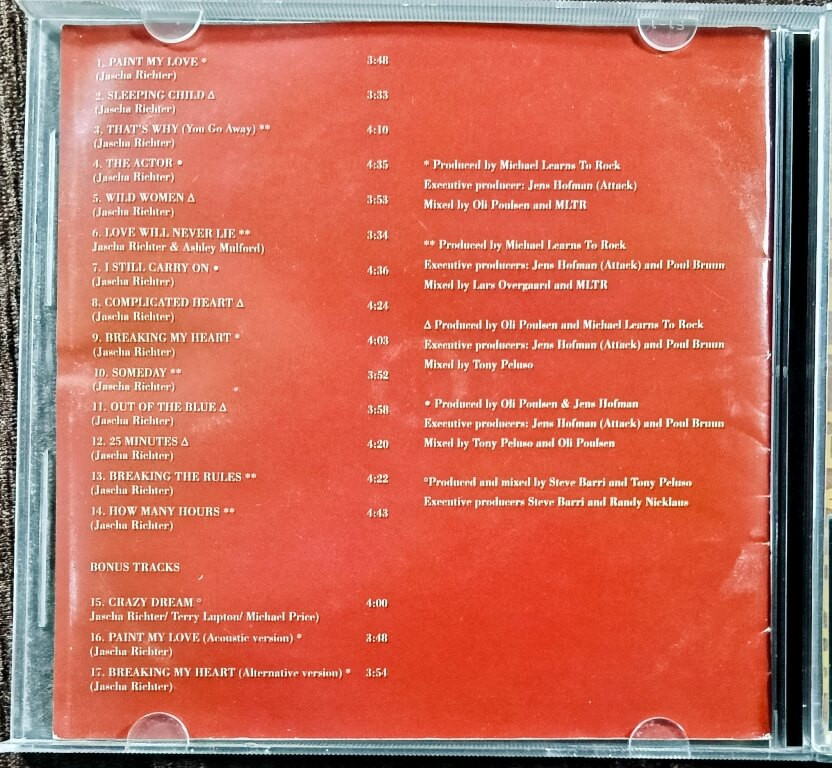 1. PAINT MY LOVE * 3:48
(Jascha Richter)
2. SLEEPING CHILD Δ 3:33
(Jascha Richter)
3. THAT'S WHY (You Go Away) ** 4:10
(Jascha Richter)
4. THE ACTOR • 4:35
(Jascha Richter)
5. WILD WOMEN Δ 3:53
(Jascha Richter)
6. LOVE WILL NEVER LIE ** 3:34
Jascha Richter & Ashley Mulford)
7. I STILL CARRY ON • 4:36
(Jascha Richter)
8. COMPLICATED HEART Δ 4:24
(Jascha Richter)
9. BREAKING MY HEART * 4:03
(Jascha Richter)
10. SOMEDAY ** 3:52
(Jascha Richter)
11. OUT OF THE BLUE Δ 3:58
(Jascha Richter)
12. 25 MINUTES Δ 4:20
(Jascha Richter)
13. BREAKING THE RULES ** 4:22
(Jascha Richter)
14. HOW MANY HOURS ** 4:43
(Jascha Richter)
BONUS TRACKS
15. CRAZY DREAM ° 4:00
Jascha Richter/ Terry Lupton/ Michael Price)
16. PAINT MY LOVE (Acoustic version) * 3:48
(Jascha Richter)
17. BREAKING MY HEART (Alternative version) * 3:54
(Jascha Richter)
* Produced by Michael Learns To Rock
Executive producer: Jens Hofman (Attack)
Mixed by Oli Poulsen and MLTR
** Produced by Michael Learns To Rock
Executive producers: Jens Hofman (Attack) and Poul Bruun
Mixed by Lars Overgaard and MLTR
Δ Produced by Oli Poulsen and Michael Learns To Rock
Executive producers: Jens Hofman (Attack) and Poul Bruun
Mixed by Tony Peluso
• Produced by Oli Poulsen & Jens Hofman
Executive producers: Jens Hofman (Attack) and Poul Bruun
Mixed by Tony Peluso and Oli Poulsen
°Produced and mixed by Steve Barri and Tony Peluso
Executive producers Steve Barri and Randy Nicklaus